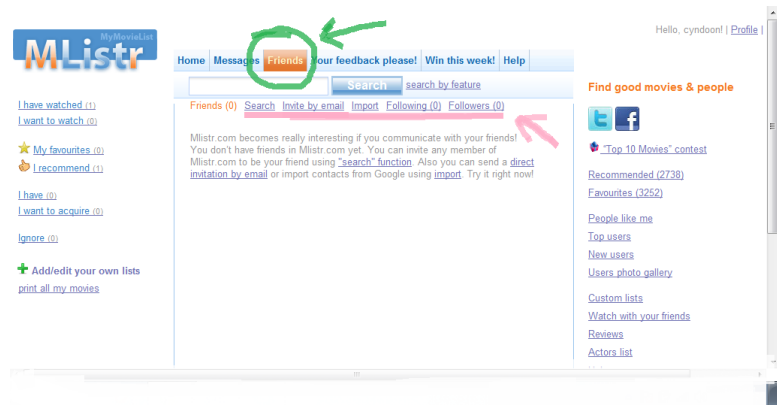 Hello, cyndoon! | Profile |
MyMovieList
MListr
Home Messages Friends Your feedback please! Win this week! Help
Search search by feature
Friends (0) Search Invite by email Import Following (0) Followers (0)
Mlistr.com becomes really interesting if you communicate with your friends!
You don't have friends in Mlistr.com yet. You can invite any member of
Mlistr.com to be your friend using "search" function. Also you can send a direct
invitation by email or import contacts from Google using import. Try it right now!
I have watched (1)
I want to watch (0)
My favourites (0)
I recommend (1)
I have (0)
I want to acquire (0)
Ignore (0)
Add/edit your own lists
print all my movies
Find good movies & people
"Top 10 Movies" contest
Recommended (2738)
Favourites (3252)
People like me
Top users
New users
Users photo gallery
Custom lists
Watch with your friends
Reviews
Actors list